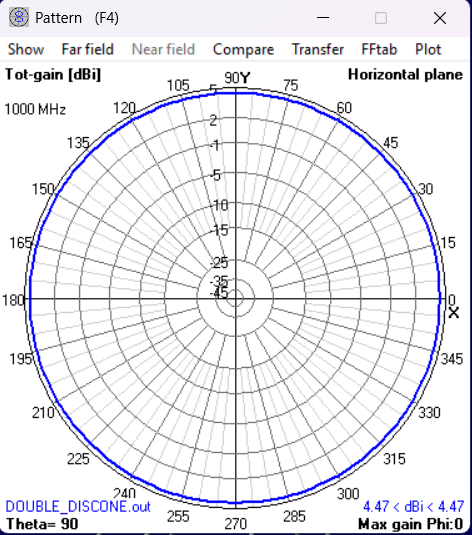 Pattern (F4)
Show Far field Near field Compare Transfer FFtab Plot
Tot-gain [dBi]
Horizontal plane
1000 MHz
90Y
105
75
120
60
135
45
150
30
165
15
180
0
X
195
345
210
330
225
315
240
300
255
285
270
5
2
-1
-5
-10
-15
-25
-35
-45
DOUBLE_DISCONE.out
4.47 < dBi < 4.47
Theta= 90
Max gain Phi:0